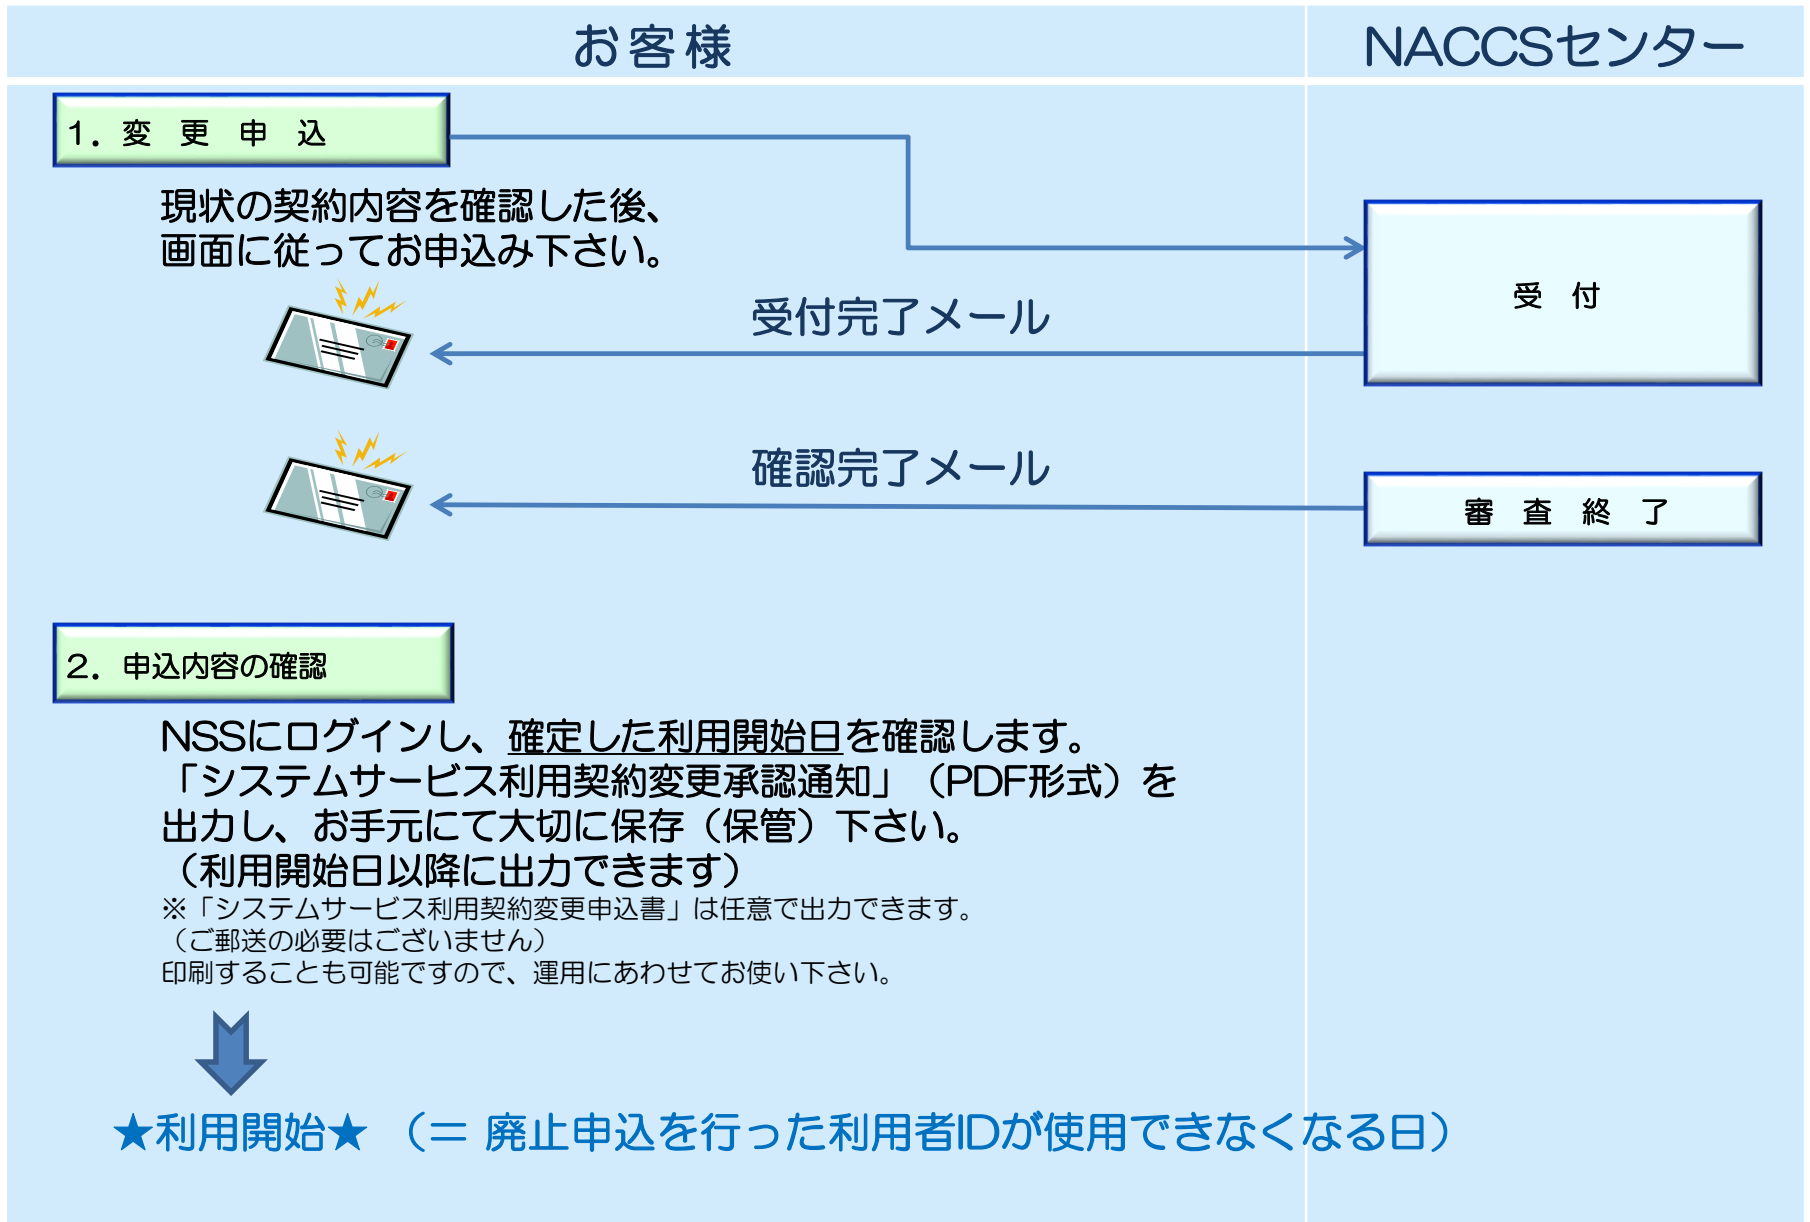 お客様
NACCSセンター
1．変　更　申　込
現状の契約内容を確認した後、
画面に従ってお申込み下さい。
受　付
受付完了メール
確認完了メール
審　査　終　了
2．申込内容の確認
NSSにログインし、確定した利用開始日を確認します。
「システムサービス利用契約変更承認通知」（PDF形式）を
出力し、お手元にて大切に保存（保管）下さい。
（利用開始日以降に出力できます）
※「システムサービス利用契約変更申込書」は任意で出力できます。
（ご郵送の必要はございません）
印刷することも可能ですので、運用にあわせてお使い下さい。
★利用開始★　（＝ 廃止申込を行った利用者IDが使用できなくなる日）